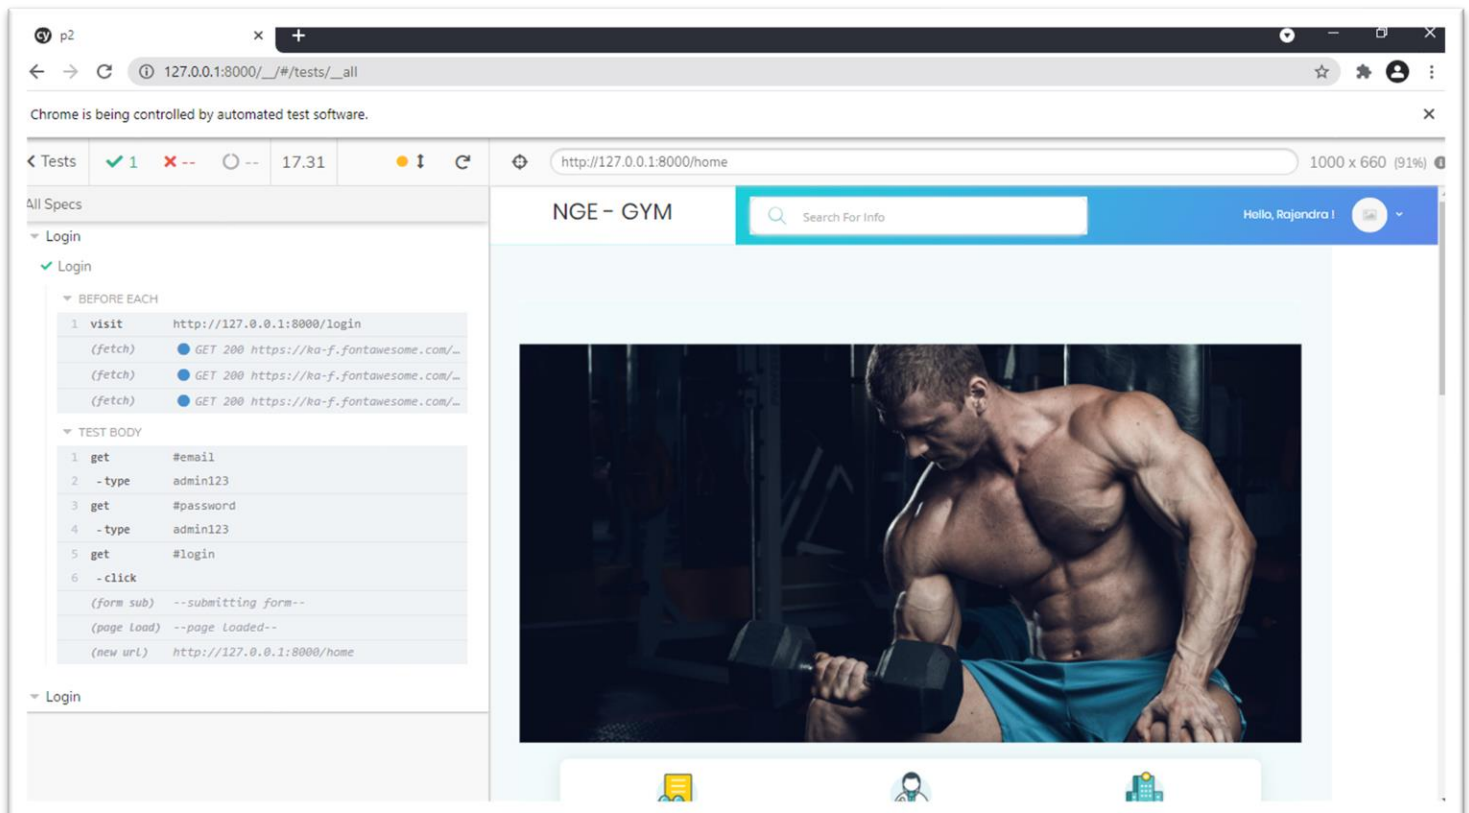 cy p2
127.0.0.1:8000/__/#/tests/__all
Chrome is being controlled by automated test software.
Tests 1 -- -- 17.31
http://127.0.0.1:8000/home 1000 x 660 (91%)
All Specs
NGE - GYM Search For Info Hello, Rajendra !
Login
Login
BEFORE EACH
1 visit http://127.0.0.1:8000/login
(fetch) GET 200 https://ka-f.fontawesome.com/…
(fetch) GET 200 https://ka-f.fontawesome.com/…
(fetch) GET 200 https://ka-f.fontawesome.com/…
TEST BODY
1 get #email
2 - type admin123
3 get #password
4 - type admin123
5 get #login
6 - click
(form sub) --submitting form--
(page load) --page loaded--
(new url) http://127.0.0.1:8000/home
Login